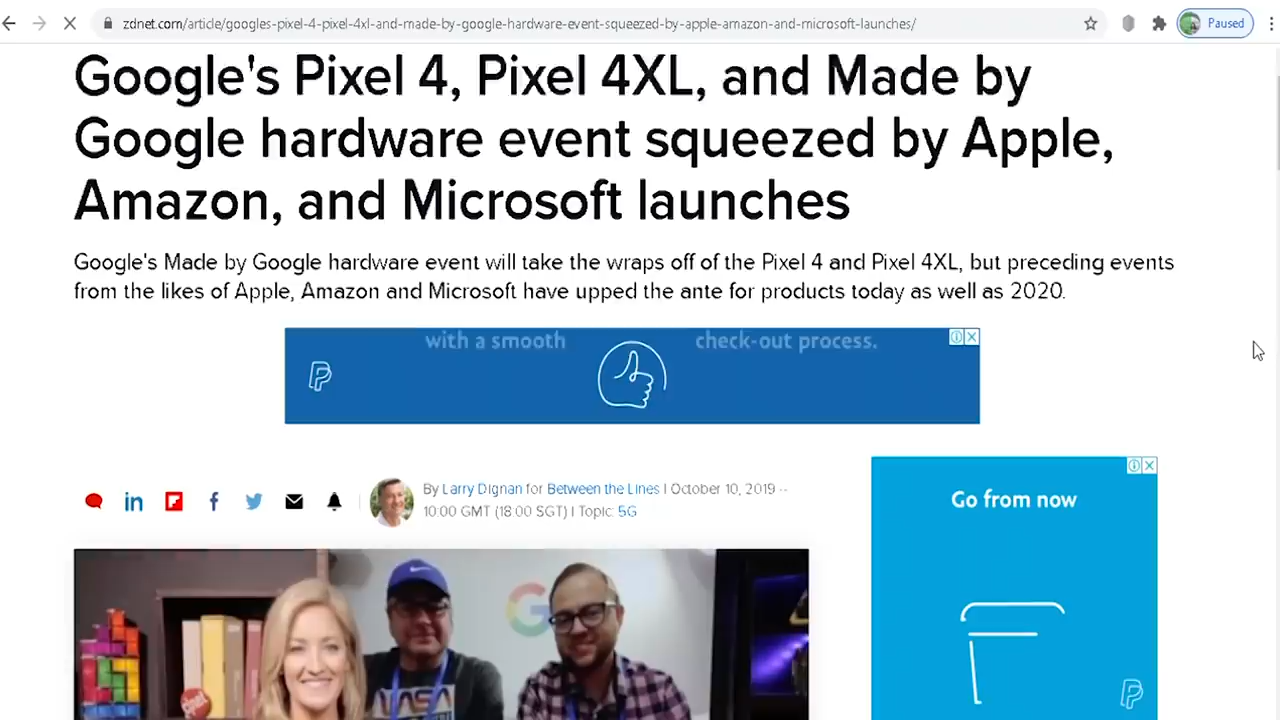 zdnet.com/article/googles-pixel-4-pixel-4xl-and-made-by-google-hardware-event-squeezed-by-apple-amazon-and-microsoft-launches/
Paused
Google's Pixel 4, Pixel 4XL, and Made by
Google hardware event squeezed by Apple,
Amazon, and Microsoft launches
Google's Made by Google hardware event will take the wraps off of the Pixel 4 and Pixel 4XL, but preceding events
from the likes of Apple, Amazon and Microsoft have upped the ante for products today as well as 2020.
with a smooth check-out process.
By Larry Dignan for Between the Lines | October 10, 2019 --
10:00 GMT (18:00 SGT) | Topic: 5G
Go from now
NASA